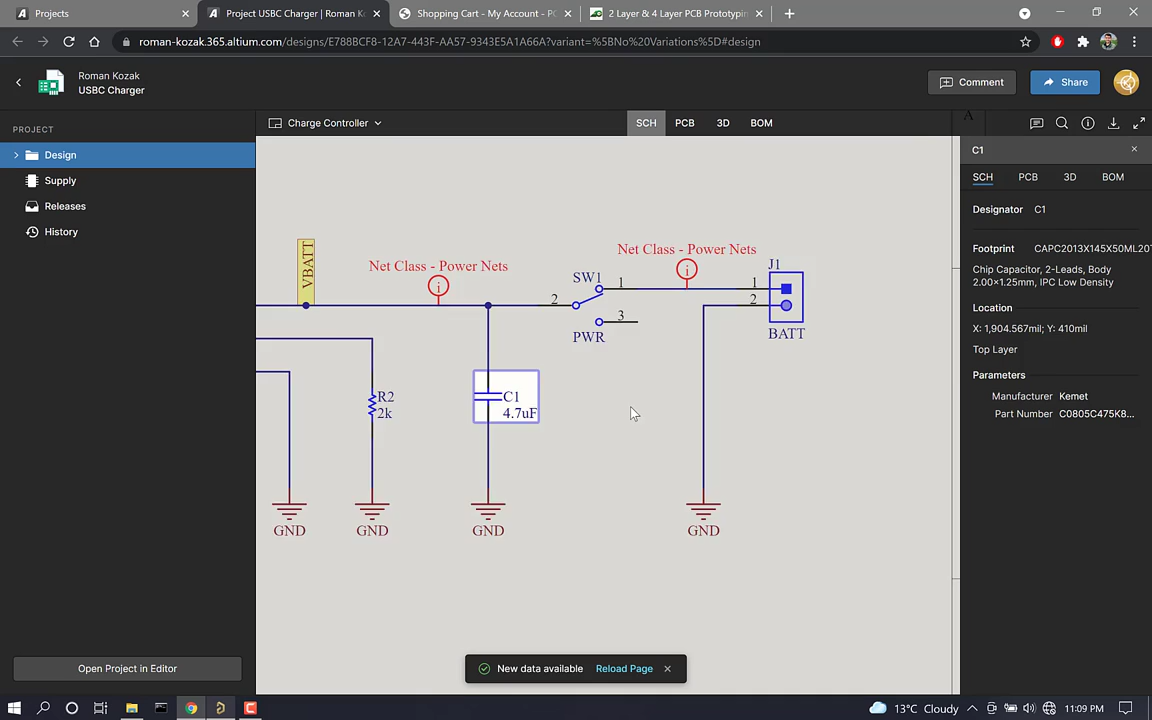 Projects
Project USBC Charger | Roman K
Shopping Cart - My Account - PC
2 Layer & 4 Layer PCB Prototypin
roman-kozak.365.altium.com/designs/E788BCF8-12A7-443F-AA57-9343E5A1A66A?variant=%5BNo%20Variations%5D#design
Roman Kozak
USBC Charger
Comment
Share
PROJECT
Design
Supply
Releases
History
Open Project in Editor
Charge Controller
SCH
PCB
3D
BOM
A
C1
SCH
PCB
3D
BOM
Designator C1
Footprint CAPC2013X145X50ML20T
Chip Capacitor, 2-Leads, Body
2.00×1.25mm, IPC Low Density
Location
X: 1,904.567mil; Y: 410mil
Top Layer
Parameters
Manufacturer Kemet
Part Number C0805C475K8...
VBATT
Net Class - Power Nets
i
Net Class - Power Nets
i
SW1
1
2
3
PWR
J1
1
2
BATT
R2
2k
C1
4.7uF
GND
GND
GND
GND
New data available Reload Page
13°C Cloudy
11:09 PM